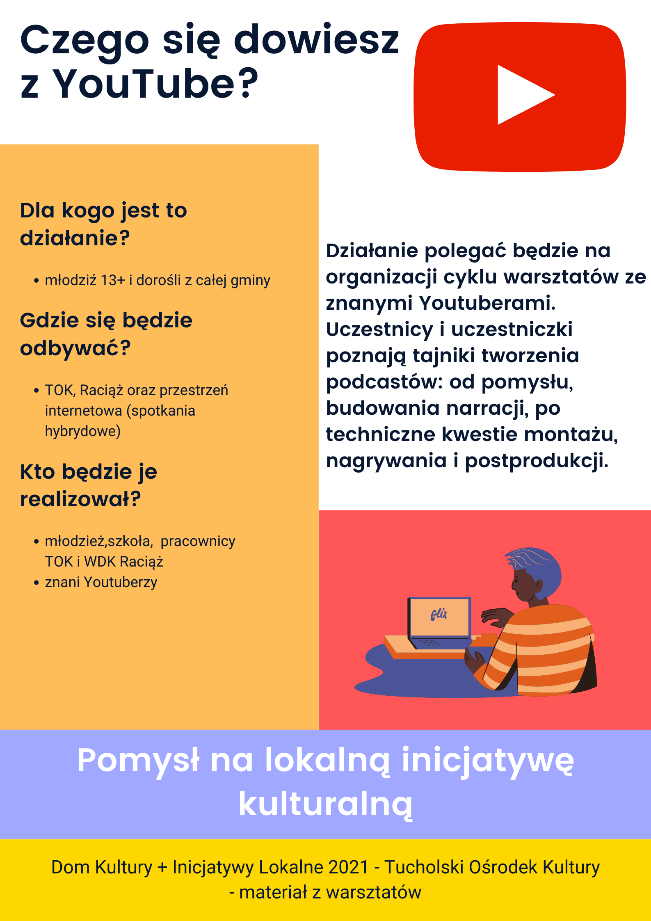 Czego się dowiesz
z YouTube?
Dla kogo jest to
działanie?
• młodziź 13+ i dorośli z całej gminy
Gdzie się będzie
odbywać?
• TOK, Raciąż oraz przestrzeń
internetowa (spotkania
hybrydowe)
Kto będzie je
realizował?
• młodzież,szkoła, pracownicy
TOK i WDK Raciąż
• znani Youtuberzy
Działanie polegać będzie na
organizacji cyklu warsztatów ze
znanymi Youtuberami.
Uczestnicy i uczestniczki
poznają tajniki tworzenia
podcastów: od pomysłu,
budowania narracji, po
techniczne kwestie montażu,
nagrywania i postprodukcji.
Pomysł na lokalną inicjatywę
kulturalną
Dom Kultury + Inicjatywy Lokalne 2021 - Tucholski Ośrodek Kultury
- materiał z warsztatów